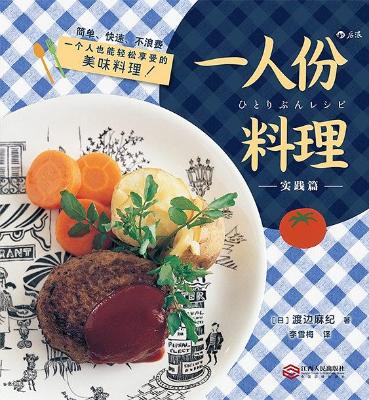 简单、快速、不浪费
一个人也能轻松享受的
美味料理！
后浪
一人份
ひとりぶんレシピ
料理
—实践篇—
[日] 渡边麻纪 著
李雪梅 译
江西人民出版社